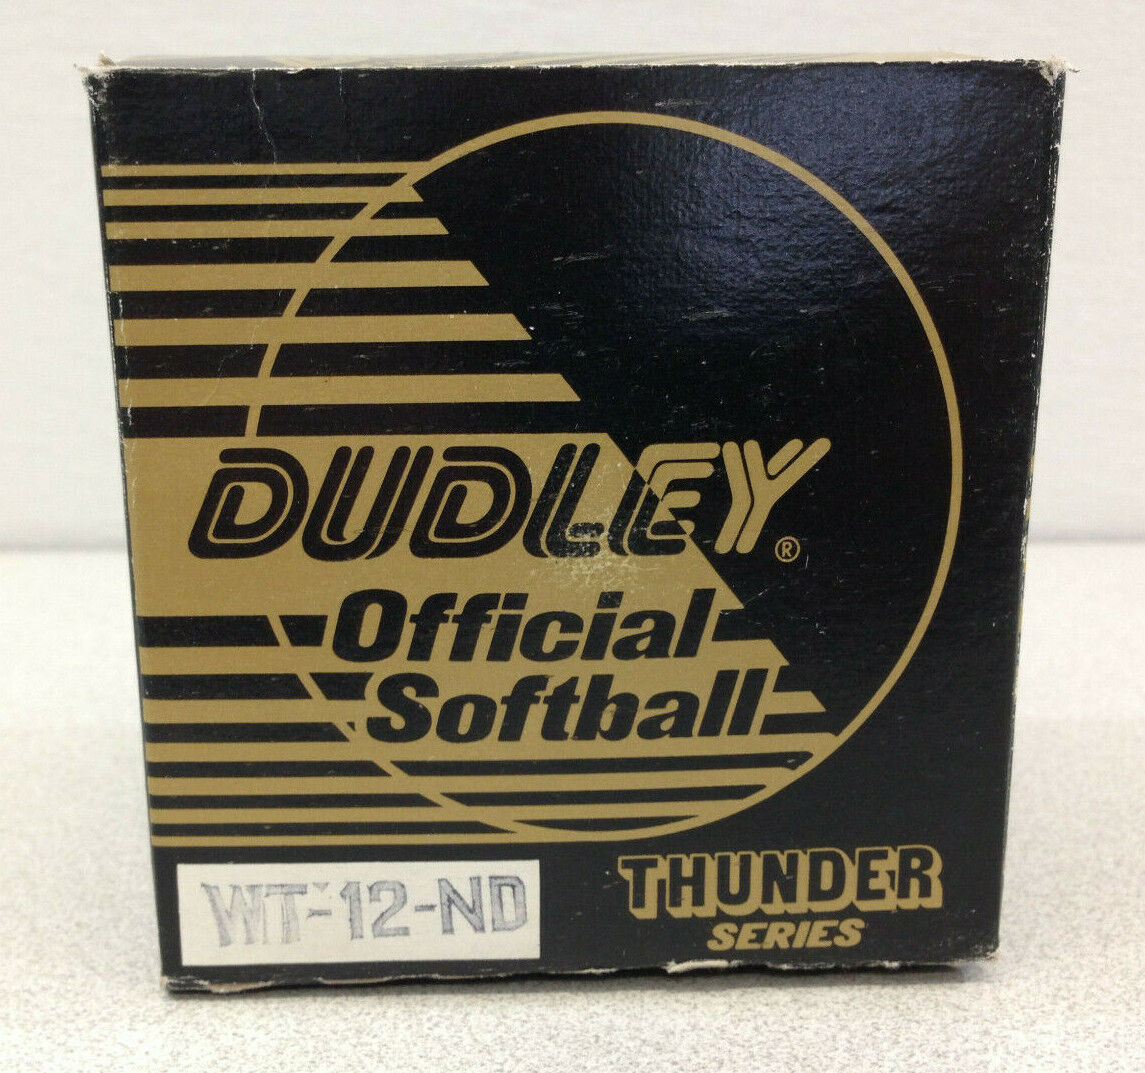 DUDLEY®
Official
Softball
WT-12-ND
THUNDER
SERIES